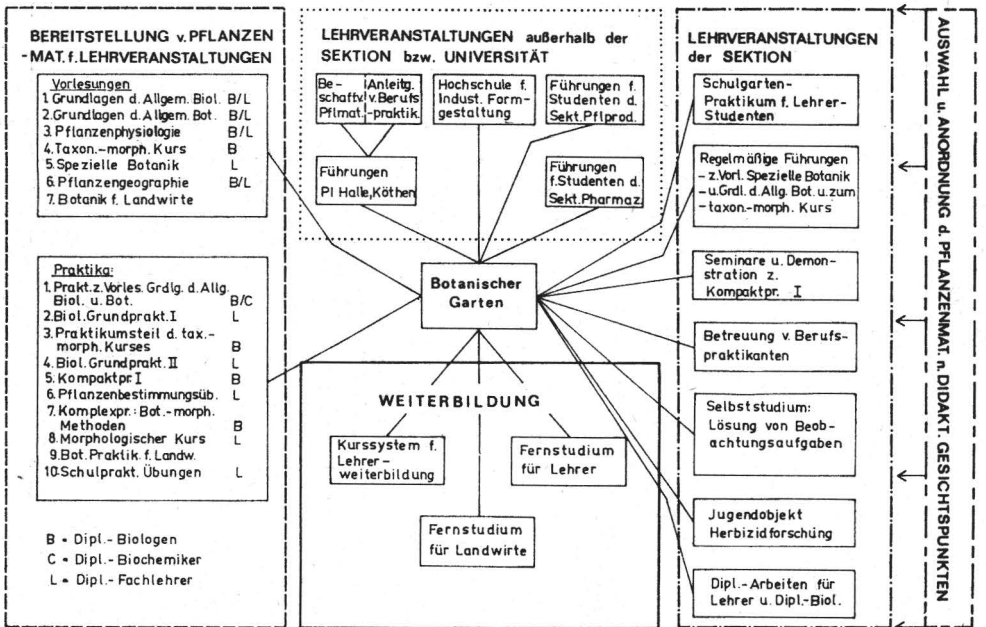 BEREITSTELLUNG v. PFLANZEN
-MAT. f. LEHRVERANSTALTUNGEN
Vorlesungen
1. Grundlagen d. Allgem. Biol. B/L
2. Grundlagen d. Allgem. Bot. B/L
3. Pflanzenphysiologie B/L
4. Taxon.-morph. Kurs B
5. Spezielle Botanik L
6. Pflanzengeographie B/L
7. Botanik f. Landwirte
Praktika:
1. Prakt. z. Vorles. Grdlg. d. Allg.
Biol. u. Bot. B/C
2. Biol. Grundprakt. I L
3. Praktikumsteil d. tax.-
morph. Kurses B
4. Biol. Grundprakt. II L
5. Kompaktpr. I B
6. Pflanzenbestimmungsüb. L
7. Komplexpr.: Bot.-morph.
Methoden B
8. Morphologischer Kurs L
9. Bot. Praktik. f. Landw.
10. Schulprakt. Übungen L
B = Dipl.-Biologen
C = Dipl.-Biochemiker
L = Dipl.-Fachlehrer
LEHRVERANSTALTUNGEN außerhalb der
SEKTION bzw. UNIVERSITÄT
Be-
schaff. v.
Pflmat.
Anleitg.
v. Berufs
-praktik.
Hochschule f.
Indust. Form-
gestaltung
Führungen f.
Studenten d.
Sekt. Pflprod.
Führungen
PI Halle, Köthen
Führungen
f. Studenten d.
Sekt. Pharmaz.
Botanischer
Garten
WEITERBILDUNG
Kurssystem f.
Lehrer-
weiterbildung
Fernstudium
für Lehrer
Fernstudium
für Landwirte
LEHRVERANSTALTUNGEN
der SEKTION
Schulgarten-
Praktikum f. Lehrer-
Studenten
Regelmäßige Führungen
- z. Vorl. Spezielle Botanik
- u. Grdl. d. Allg. Bot. u. zum
- taxon.-morph. Kurs
Seminare u. Demon-
stration z.
Kompaktpr. I
Betreuung v. Berufs-
praktikanten
Selbststudium:
Lösung von Beob-
achtungsaufgaben
Jugendobjekt
Herbizidforschung
Dipl.-Arbeiten für
Lehrer u. Dipl.-Biol.
AUSWAHL u. ANORDNUNG d. PFLANZENMAT. n. DIDAKT. GESICHTSPUNKTEN